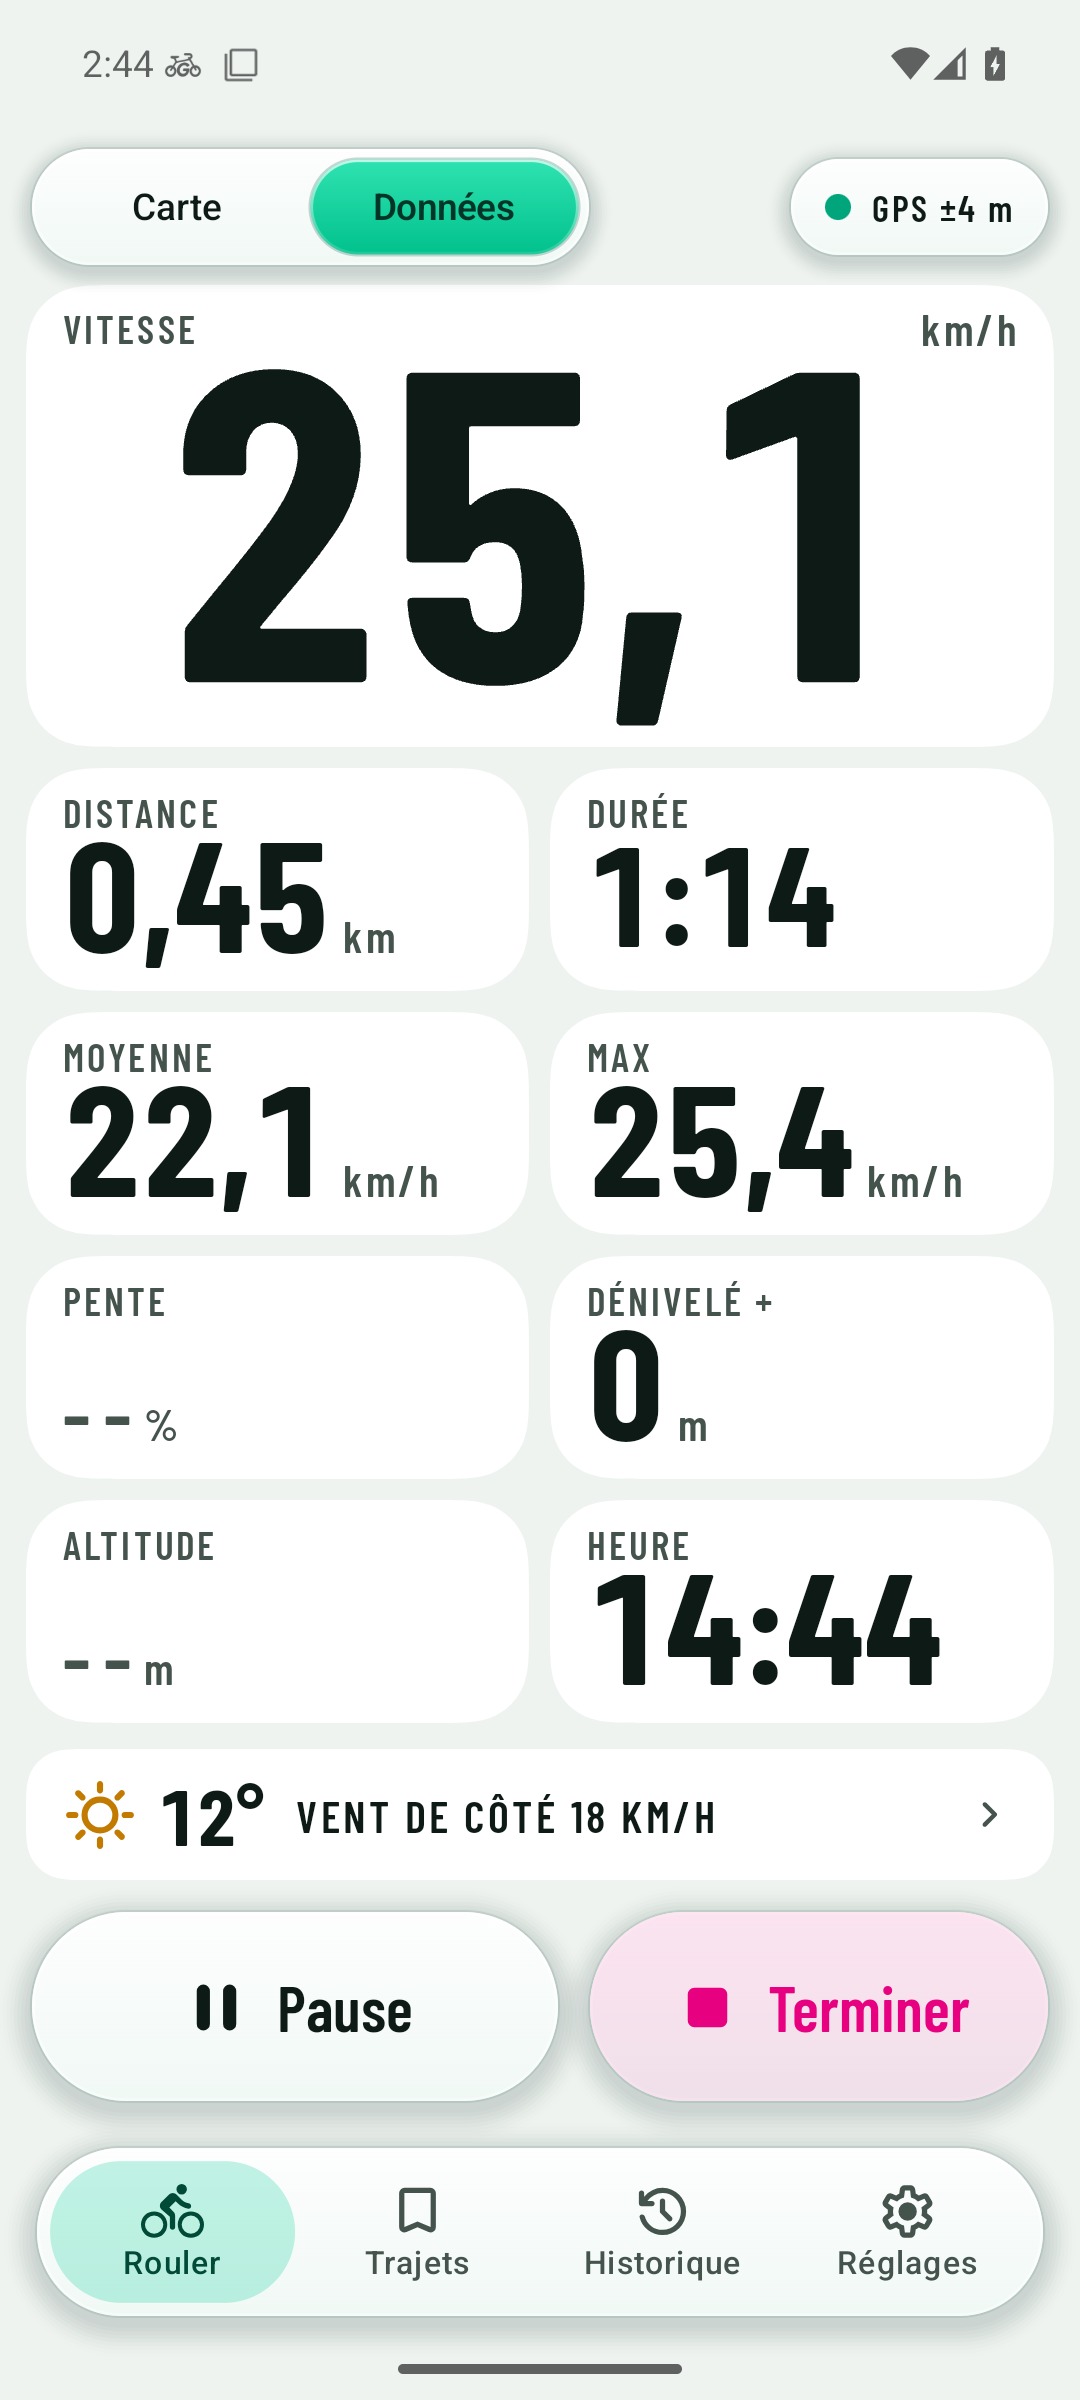 2:44
Carte Données GPS ±4 m
VITESSE km/h
25,1
DISTANCE
0,45 km
DURÉE
1:14
MOYENNE
22,1 km/h
MAX
25,4 km/h
PENTE
-- %
DÉNIVELÉ +
0 m
ALTITUDE
-- m
HEURE
14:44
12° VENT DE CÔTÉ 18 KM/H
Pause Terminer
Rouler Trajets Historique Réglages